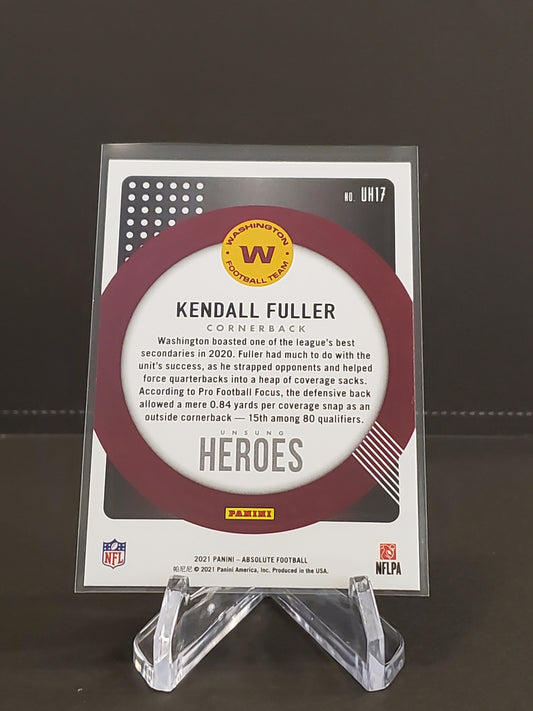 NO. UH17
WASHINGTON
W
FOOTBALL TEAM
KENDALL FULLER
CORNERBACK
Washington boasted one of the league's best
secondaries in 2020. Fuller had much to do with the
unit's success, as he strapped opponents and helped
force quarterbacks into a heap of coverage sacks.
According to Pro Football Focus, the defensive back
allowed a mere 0.84 yards per coverage snap as an
outside cornerback — 15th among 80 qualifiers.
UNSUNG
HEROES
PANINI
2021 PANINI – ABSOLUTE FOOTBALL
帕尼尼 © 2021 Panini America, Inc. Produced in the USA.
NFL
NFLPA